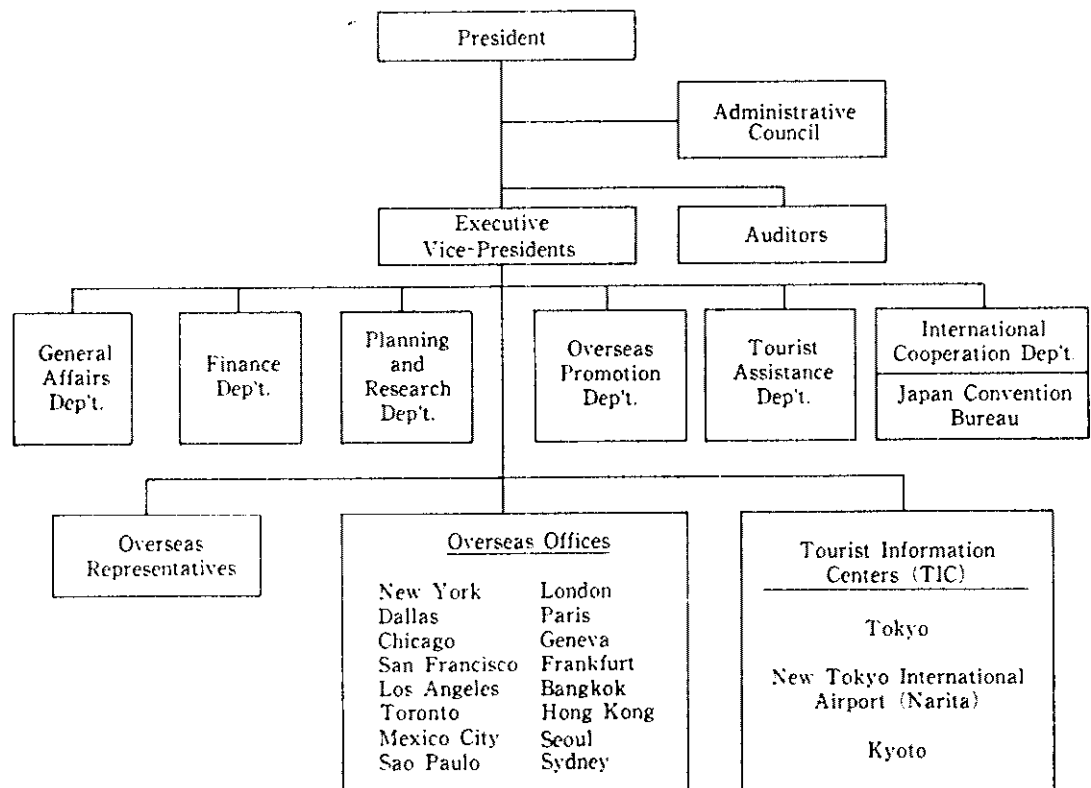 President
Administrative
Council
Executive
Vice-Presidents
Auditors
General
Affairs
Dep't.
Finance
Dep't.
Planning
and
Research
Dep't.
Overseas
Promotion
Dep't.
Tourist
Assistance
Dep't.
International
Cooperation Dep't.
Japan Convention
Bureau
Overseas
Representatives
Overseas Offices
New York London
Dallas Paris
Chicago Geneva
San Francisco Frankfurt
Los Angeles Bangkok
Toronto Hong Kong
Mexico City Seoul
Sao Paulo Sydney
Tourist Information
Centers (TIC)
Tokyo
New Tokyo International
Airport (Narita)
Kyoto